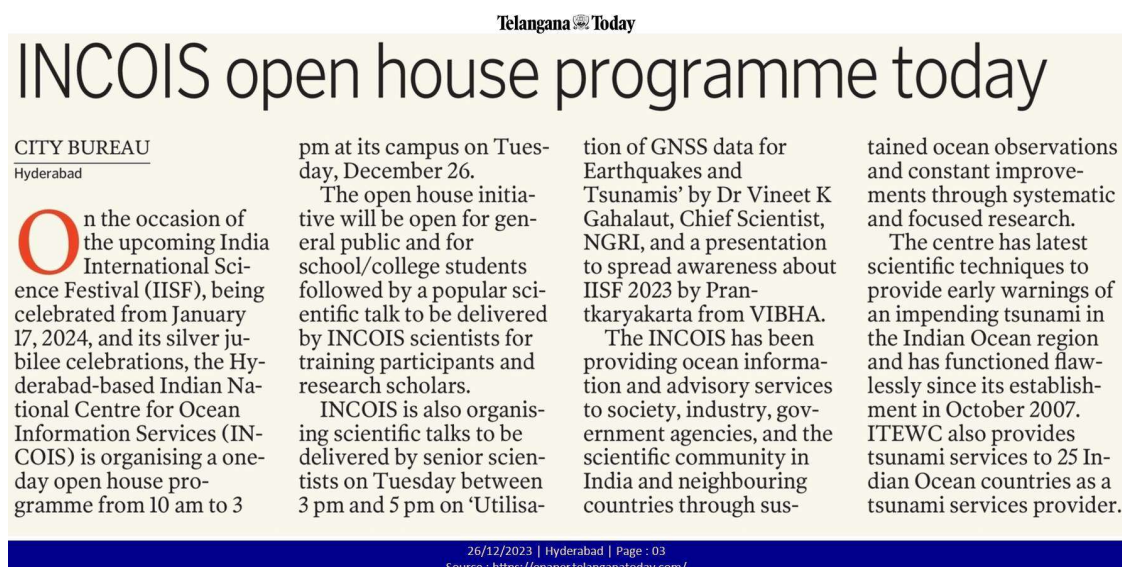 Telangana Today
INCOIS open house programme today
CITY BUREAU
Hyderabad
On the occasion of
the upcoming India
International Sci-
ence Festival (IISF), being
celebrated from January
17, 2024, and its silver ju-
bilee celebrations, the Hy-
derabad-based Indian Na-
tional Centre for Ocean
Information Services (IN-
COIS) is organising a one-
day open house pro-
gramme from 10 am to 3
pm at its campus on Tues-
day, December 26.
The open house initia-
tive will be open for gen-
eral public and for
school/college students
followed by a popular sci-
entific talk to be delivered
by INCOIS scientists for
training participants and
research scholars.
INCOIS is also organis-
ing scientific talks to be
delivered by senior scien-
tists on Tuesday between
3 pm and 5 pm on ‘Utilisa-
tion of GNSS data for
Earthquakes and
Tsunamis’ by Dr Vineet K
Gahalaut, Chief Scientist,
NGRI, and a presentation
to spread awareness about
IISF 2023 by Pran-
tkaryakarta from VIBHA.
The INCOIS has been
providing ocean informa-
tion and advisory services
to society, industry, gov-
ernment agencies, and the
scientific community in
India and neighbouring
countries through sus-
tained ocean observations
and constant improve-
ments through systematic
and focused research.
The centre has latest
scientific techniques to
provide early warnings of
an impending tsunami in
the Indian Ocean region
and has functioned flaw-
lessly since its establish-
ment in October 2007.
ITEWC also provides
tsunami services to 25 In-
dian Ocean countries as a
tsunami services provider.
26/12/2023 | Hyderabad | Page : 03
Source : https://epaper.telanganatoday.com/